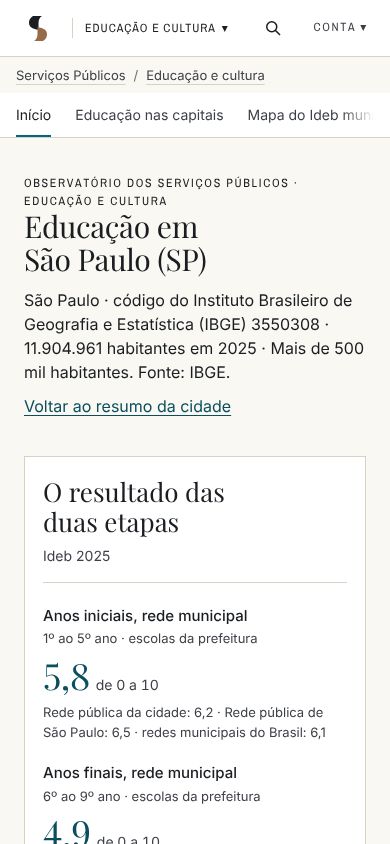 EDUCAÇÃO E CULTURA ▾
CONTA ▾
Serviços Públicos / Educação e cultura
Início Educação nas capitais Mapa do Ideb mun
OBSERVATÓRIO DOS SERVIÇOS PÚBLICOS ·
EDUCAÇÃO E CULTURA
Educação em
São Paulo (SP)
São Paulo · código do Instituto Brasileiro de
Geografia e Estatística (IBGE) 3550308 ·
11.904.961 habitantes em 2025 · Mais de 500
mil habitantes. Fonte: IBGE.
Voltar ao resumo da cidade
O resultado das
duas etapas
Ideb 2025
Anos iniciais, rede municipal
1º ao 5º ano · escolas da prefeitura
5,8 de 0 a 10
Rede pública da cidade: 6,2 · Rede pública de
São Paulo: 6,5 · redes municipais do Brasil: 6,1
Anos finais, rede municipal
6º ao 9º ano · escolas da prefeitura
4,9 de 0 a 10